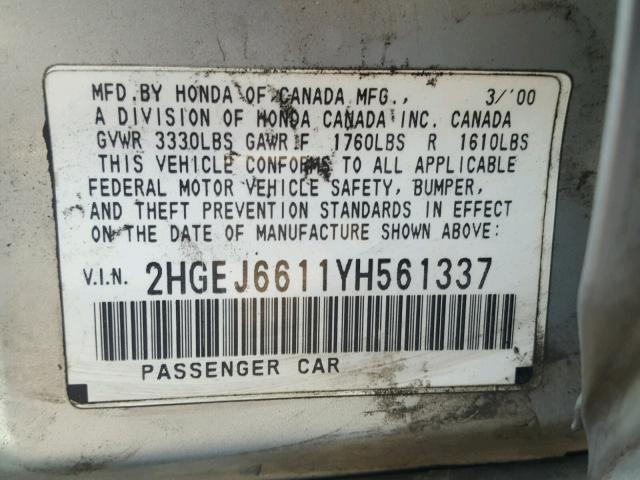 MFD.BY HONDA OF CANADA MFG., 3/'00
A DIVISION OF HONDA CANADA INC. CANADA
GVWR 3330LBS GAWR F 1760LBS R 1610LBS
THIS VEHICLE CONFORMS TO ALL APPLICABLE
FEDERAL MOTOR VEHICLE SAFETY, BUMPER,
AND THEFT PREVENTION STANDARDS IN EFFECT
ON THE DATE OF MANUFACTURE SHOWN ABOVE:
V.I.N. 2HGEJ6611YH561337
PASSENGER CAR